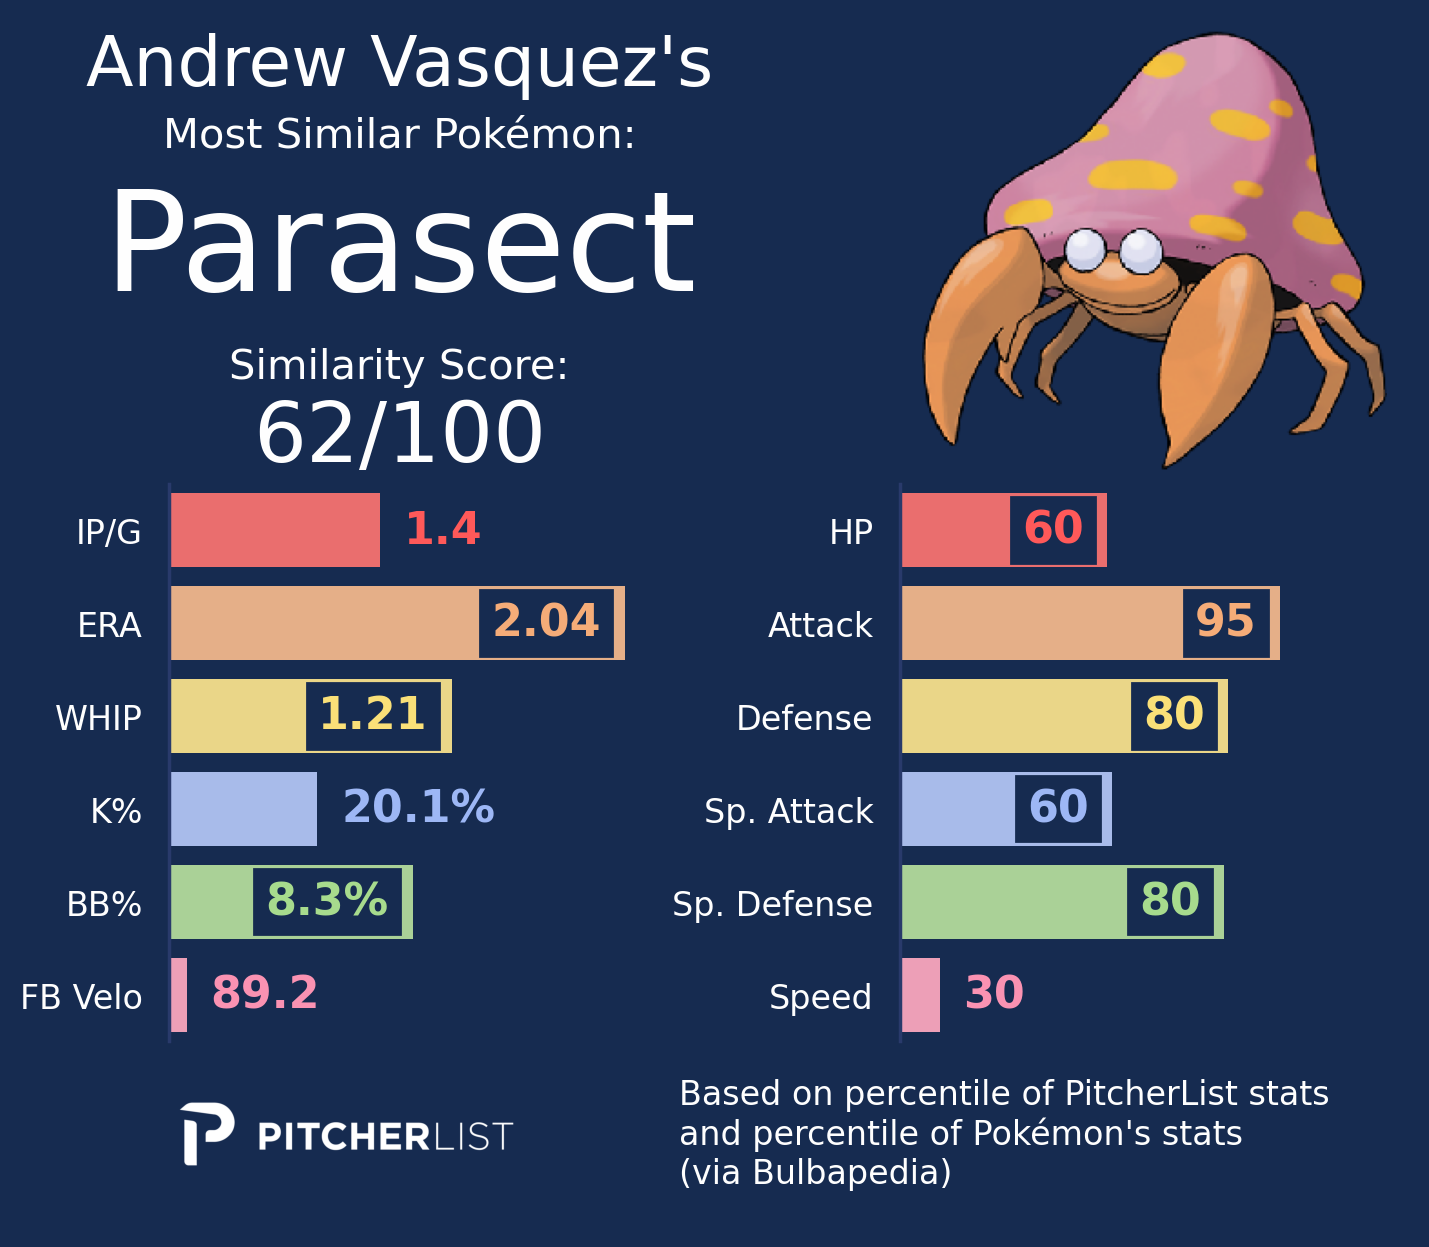 Andrew Vasquez's
Most Similar Pokémon:
Parasect
Similarity Score:
62/100
IP/G 1.4
ERA 2.04
WHIP 1.21
K% 20.1%
BB% 8.3%
FB Velo 89.2
HP 60
Attack 95
Defense 80
Sp. Attack 60
Sp. Defense 80
Speed 30
PITCHERLIST
Based on percentile of PitcherList stats
and percentile of Pokémon's stats
(via Bulbapedia)